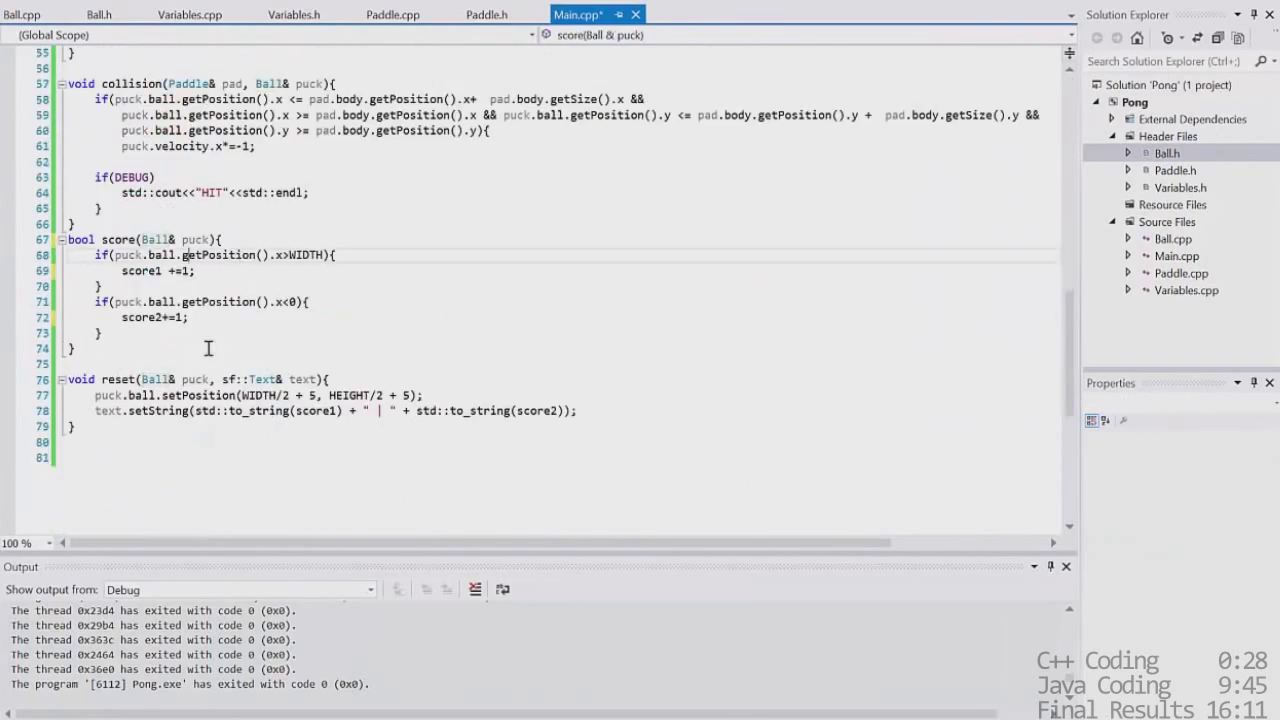 Ball.cpp Ball.h Variables.cpp Variables.h Paddle.cpp Paddle.h Main.cpp*
(Global Scope) score(Ball & puck)
55 }
56
57 void collision(Paddle& pad, Ball& puck){
58 if(puck.ball.getPosition().x <= pad.body.getPosition().x+ pad.body.getSize().x &&
59 puck.ball.getPosition().x >= pad.body.getPosition().x && puck.ball.getPosition().y <= pad.body.getPosition().y + pad.body.getSize().y &&
60 puck.ball.getPosition().y >= pad.body.getPosition().y){
61 puck.velocity.x*=-1;
62
63 if(DEBUG)
64 std::cout<<"HIT"<<std::endl;
65 }
66 }
67 bool score(Ball& puck){
68 if(puck.ball.getPosition().x>WIDTH){
69 score1 +=1;
70 }
71 if(puck.ball.getPosition().x<0){
72 score2+=1;
73 }
74 }
75
76 void reset(Ball& puck, sf::Text& text){
77 puck.ball.setPosition(WIDTH/2 + 5, HEIGHT/2 + 5);
78 text.setString(std::to_string(score1) + " | " + std::to_string(score2));
79 }
80
81
100 %
Output
Show output from: Debug
The thread 0x23d4 has exited with code 0 (0x0).
The thread 0x29b4 has exited with code 0 (0x0).
The thread 0x363c has exited with code 0 (0x0).
The thread 0x2464 has exited with code 0 (0x0).
The thread 0x36e0 has exited with code 0 (0x0).
The program '[6112] Pong.exe' has exited with code 0 (0x0).
Solution Explorer
Search Solution Explorer (Ctrl+;)
Solution 'Pong' (1 project)
Pong
External Dependencies
Header Files
Ball.h
Paddle.h
Variables.h
Resource Files
Source Files
Ball.cpp
Main.cpp
Paddle.cpp
Variables.cpp
Properties
C++ Coding 0:28
Java Coding 9:45
Final Results 16:11